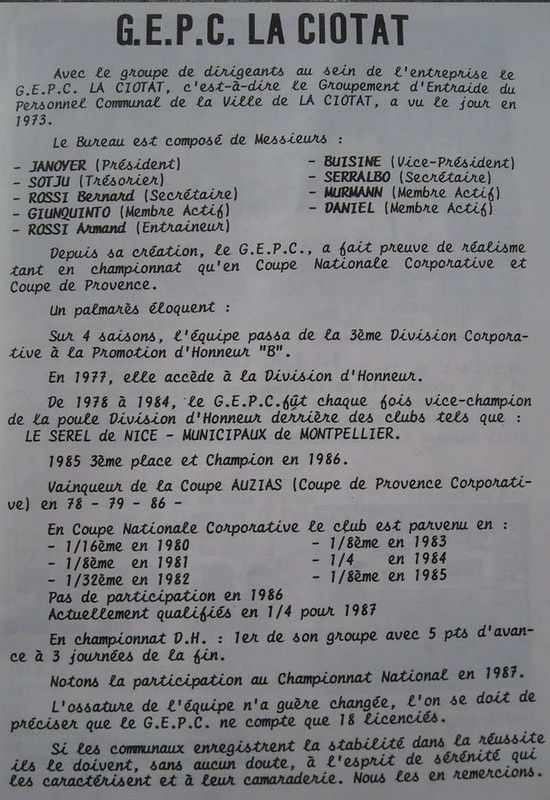 G.E.P.C. LA CIOTAT
Avec le groupe de dirigeants au sein de l'entreprise le
G.E.P.C. LA CIOTAT, c'est-à-dire le Groupement d'Entraide du
Personnel Communal de la Ville de LA CIOTAT, a vu le jour en
1973.
Le Bureau est composé de Messieurs :
- JANOYER (Président) - BUISINE (Vice-Président)
- SOTJU (Trésorier) - SERRALBO (Secrétaire)
- ROSSI Bernard (Secrétaire) - MURMANN (Membre Actif)
- GIUNQUINTO (Membre Actif) - DANIEL (Membre Actif)
- ROSSI Armand (Entraineur)
Depuis sa création, le G.E.P.C., a fait preuve de réalisme
tant en championnat qu'en Coupe Nationale Corporative et
Coupe de Provence.
Un palmarès éloquent :
Sur 4 saisons, l'équipe passa de la 3ème Division Corpora-
tive à la Promotion d'Honneur "B".
En 1977, elle accède à la Division d'Honneur.
De 1978 à 1984, le G.E.P.C.fût chaque fois vice-champion
de la poule Division d'Honneur derrière des clubs tels que :
LE SEREL de NICE - MUNICIPAUX de MONTPELLIER.
1985 3ème place et Champion en 1986.
Vainqueur de la Coupe AUZIAS (Coupe de Provence Corporati-
ve) en 78 - 79 - 86 -
En Coupe Nationale Corporative le club est parvenu en :
- 1/16ème en 1980 - 1/8ème en 1983
- 1/8ème en 1981 - 1/4 en 1984
- 1/32ème en 1982 - 1/8ème en 1985
Pas de participation en 1986
Actuellement qualifiés en 1/4 pour 1987
En championnat D.H. : 1er de son groupe avec 5 pts d'avan-
ce à 3 journées de la fin.
Notons la participation au Championnat National en 1987.
L'ossature de l'équipe n'a guère changée, l'on se doit de
préciser que le G.E.P.C. ne compte que 18 licenciés.
Si les communaux enregistrent la stabilité dans la réussite
ils le doivent, sans aucun doute, à l'esprit de sérénité qui
les caractérisent et à leur camaraderie. Nous les en remercions.